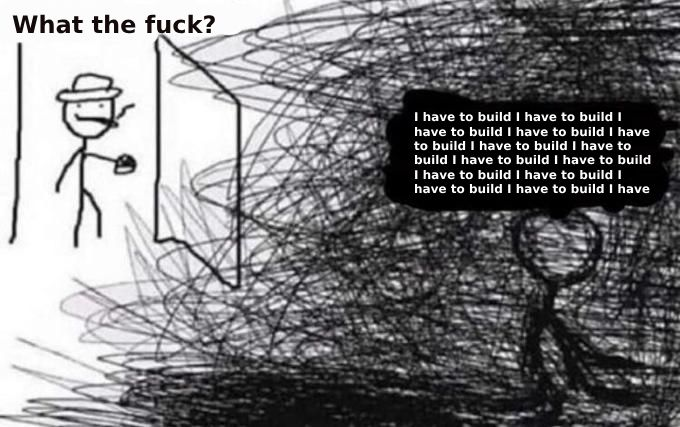 What the fuck?
I have to build I have to build I
have to build I have to build I have
to build I have to build I have to
build I have to build I have to build
I have to build I have to build I
have to build I have to build I have